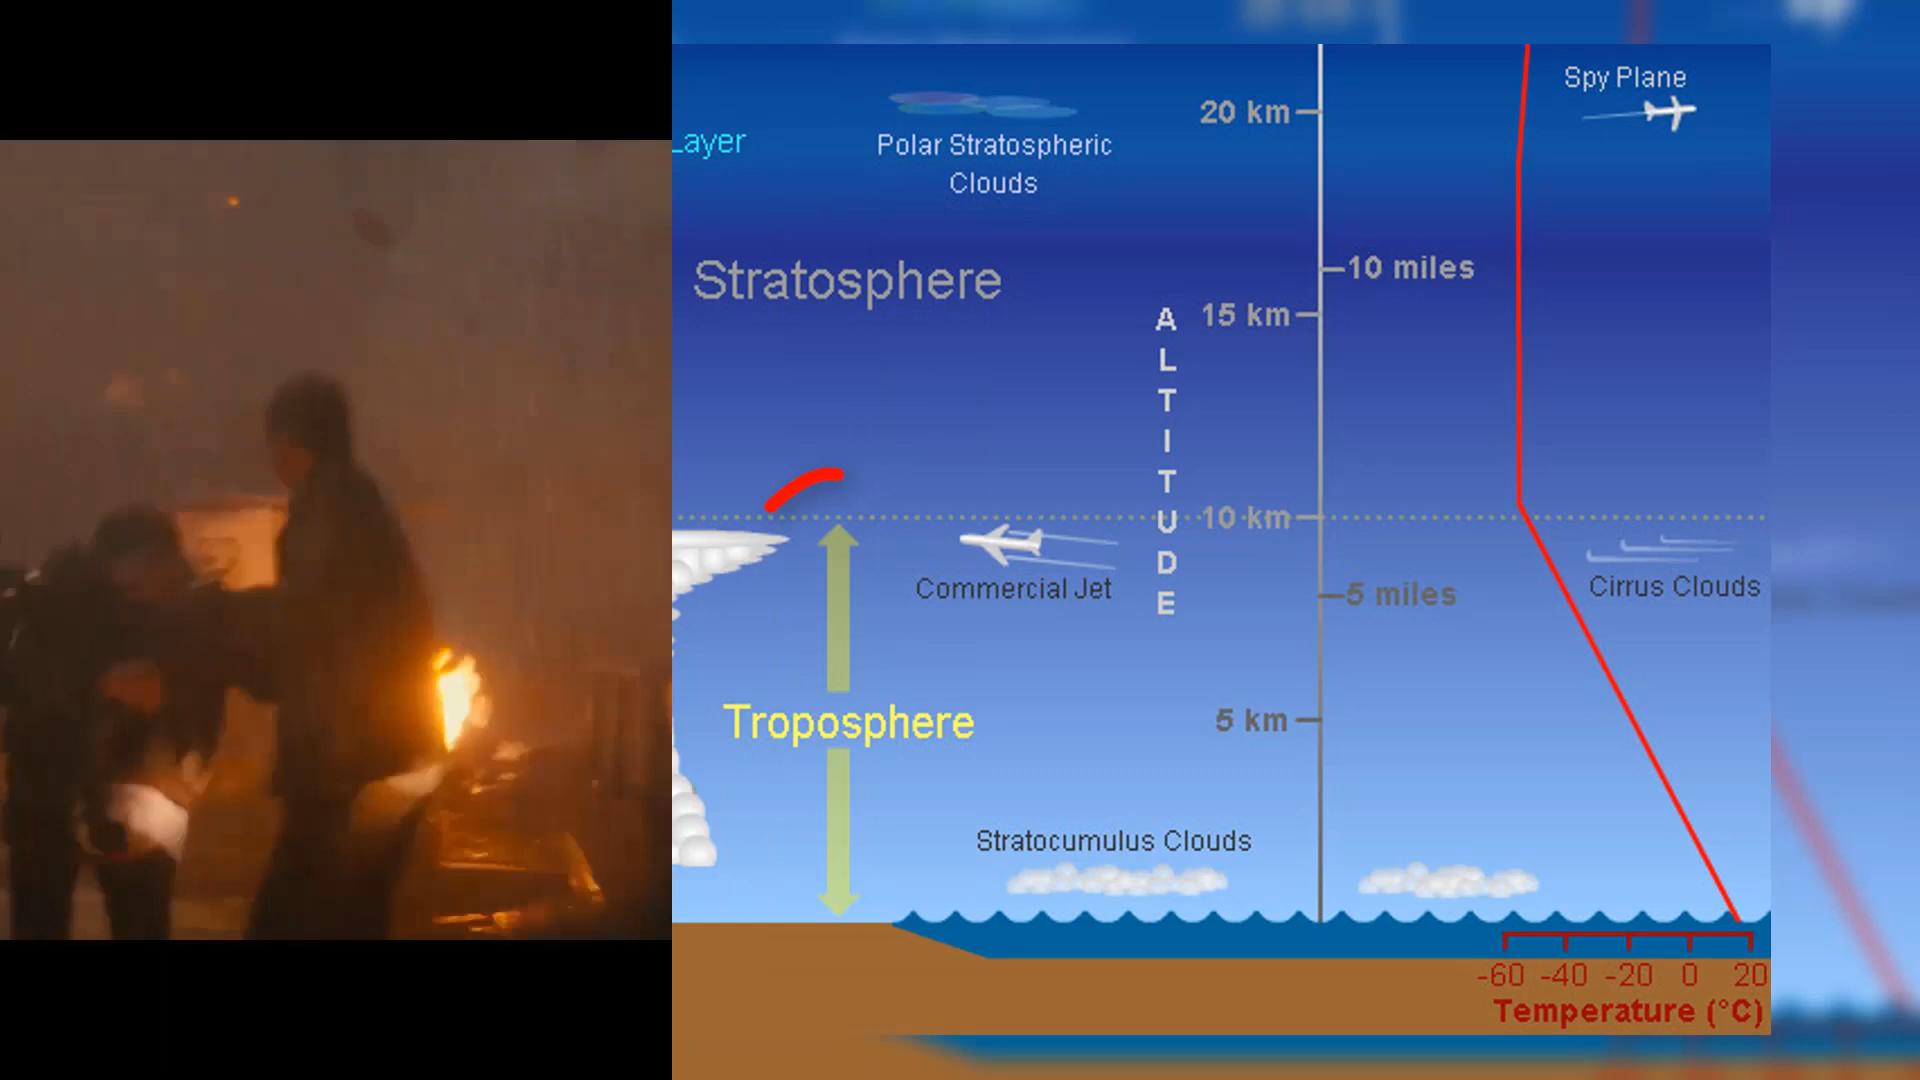 Spy Plane
20 km
Layer
Polar Stratospheric
Clouds
10 miles
Stratosphere
15 km
ALTITUDE
10 km
Commercial Jet
Cirrus Clouds
5 miles
Troposphere
5 km
Stratocumulus Clouds
-60 -40 -20 0 20
Temperature (°C)